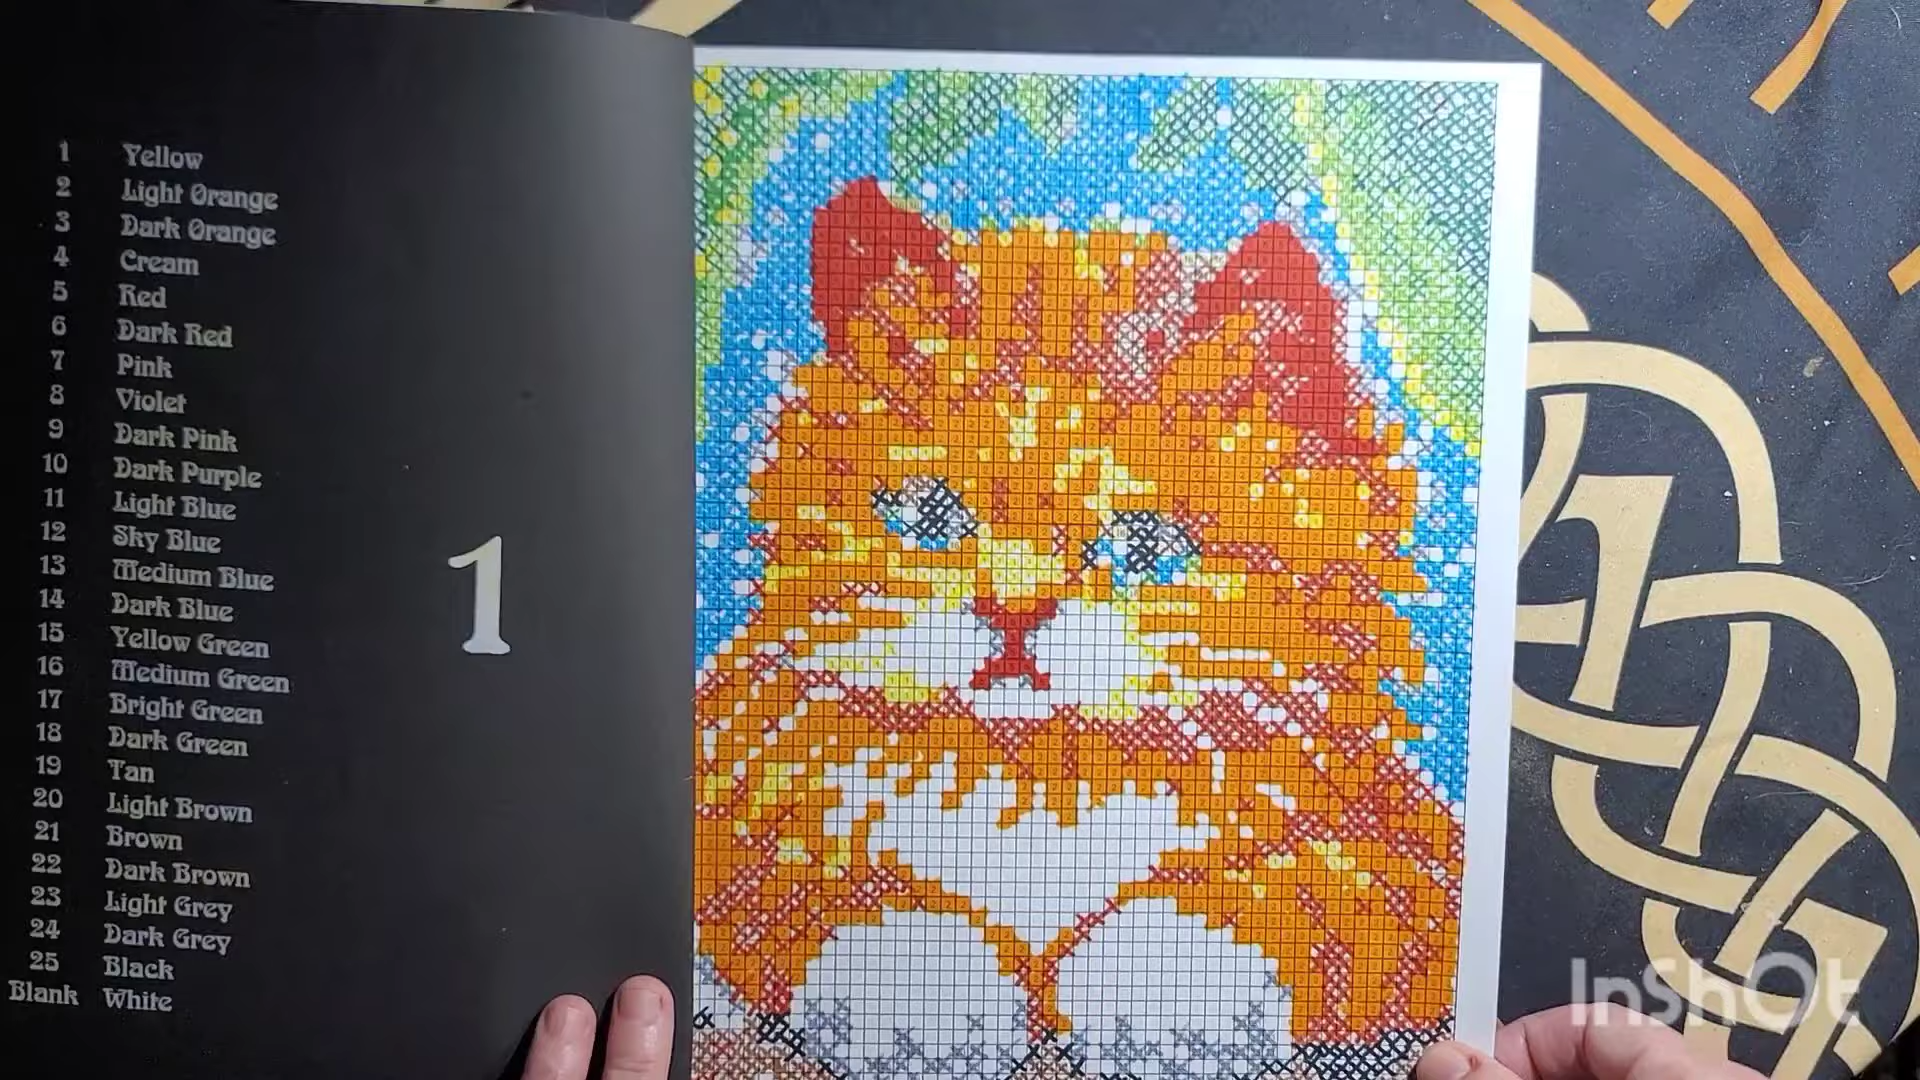 1 Yellow
2 Light Orange
3 Dark Orange
4 Cream
5 Red
6 Dark Red
7 Pink
8 Violet
9 Dark Pink
10 Dark Purple
11 Light Blue
12 Sky Blue
13 Medium Blue
14 Dark Blue
15 Yellow Green
16 Medium Green
17 Bright Green
18 Dark Green
19 Tan
20 Light Brown
21 Brown
22 Dark Brown
23 Light Grey
24 Dark Grey
25 Black
Blank White
1
InShOt